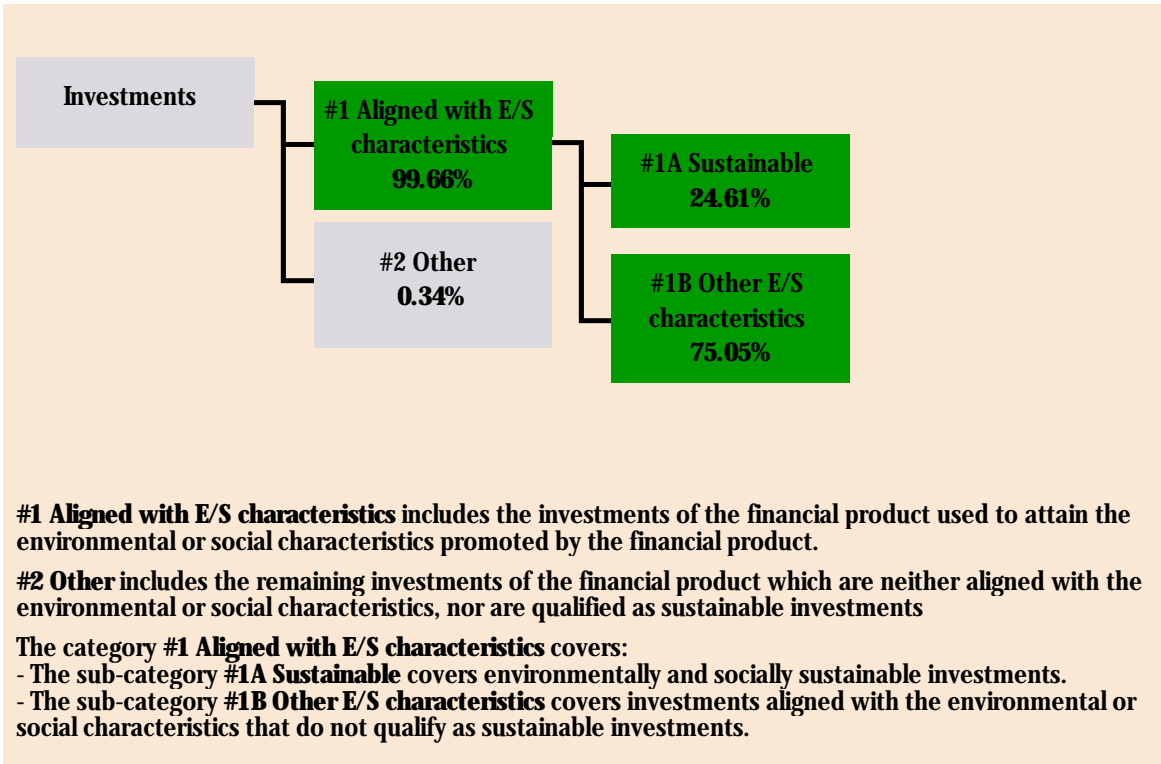 Investments
#1 Aligned with E/S
characteristics
99.66%
#2 Other
0.34%
#1A Sustainable
24.61%
#1B Other E/S
characteristics
75.05%
#1 Aligned with E/S characteristics includes the investments of the financial product used to attain the
environmental or social characteristics promoted by the financial product.
#2 Other includes the remaining investments of the financial product which are neither aligned with the
environmental or social characteristics, nor are qualified as sustainable investments
The category #1 Aligned with E/S characteristics covers:
- The sub-category #1A Sustainable covers environmentally and socially sustainable investments.
- The sub-category #1B Other E/S characteristics covers investments aligned with the environmental or
social characteristics that do not qualify as sustainable investments.